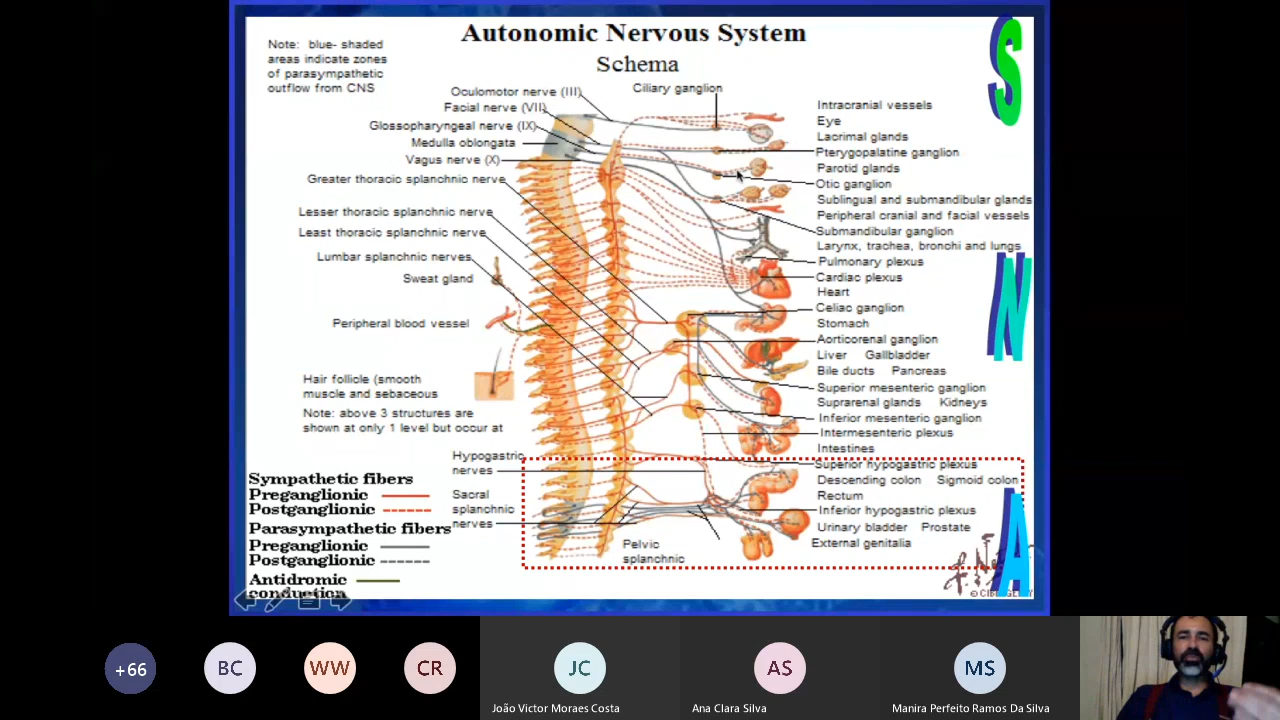 Autonomic Nervous System
Schema
Note: blue- shaded
areas indicate zones
of parasympathetic
outflow from CNS
Oculomotor nerve (III)
Facial nerve (VII)
Glossopharyngeal nerve (IX)
Medulla oblongata
Vagus nerve (X)
Greater thoracic splanchnic nerve
Lesser thoracic splanchnic nerve
Least thoracic splanchnic nerve
Lumbar splanchnic nerves
Sweat gland
Peripheral blood vessel
Hair follicle (smooth
muscle and sebaceous
Note: above 3 structures are
shown at only 1 level but occur at
Hypogastric
nerves
Sacral
splanchnic
nerves
Sympathetic fibers
Preganglionic
Postganglionic
Parasympathetic fibers
Preganglionic
Postganglionic
Antidromic
conduction
Pelvic
splanchnic
Ciliary ganglion
Intracranial vessels
Eye
Lacrimal glands
Pterygopalatine ganglion
Parotid glands
Otic ganglion
Sublingual and submandibular glands
Peripheral cranial and facial vessels
Submandibular ganglion
Larynx, trachea, bronchi and lungs
Pulmonary plexus
Cardiac plexus
Heart
Celiac ganglion
Stomach
Aorticorenal ganglion
Liver Gallbladder
Bile ducts Pancreas
Superior mesenteric ganglion
Suprarenal glands Kidneys
Inferior mesenteric ganglion
Intermesenteric plexus
Intestines
Superior hypogastric plexus
Descending colon Sigmoid colon
Rectum
Inferior hypogastric plexus
Urinary bladder Prostate
External genitalia
S
N
A
+66
BC
WW
CR
JC
AS
MS
João Victor Moraes Costa
Ana Clara Silva
Manira Perfeito Ramos Da Silva